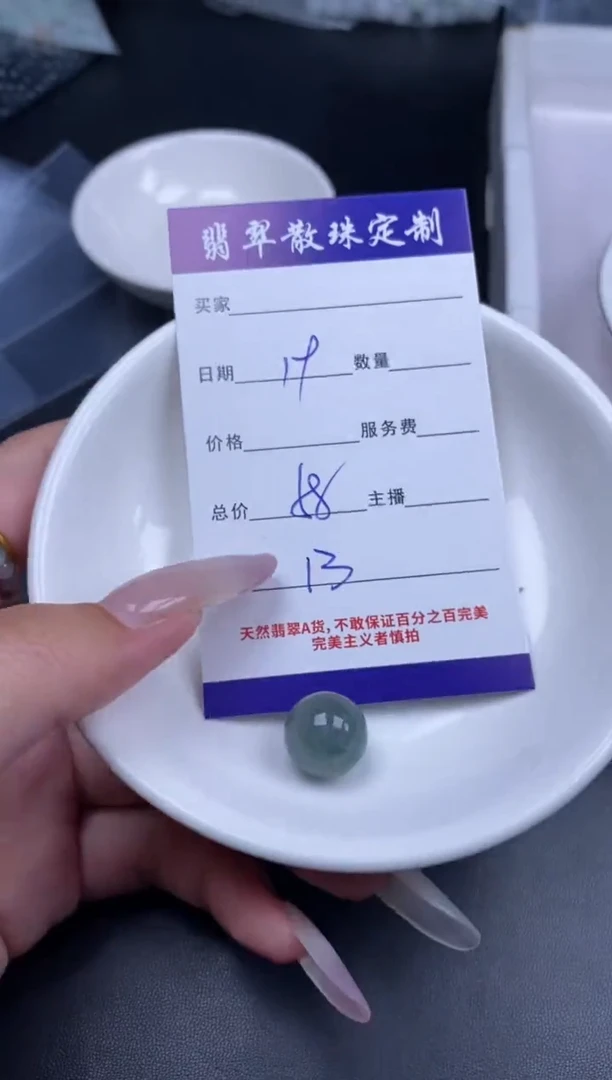 翡翠散珠定制
买家
日期 17 数量
价格 服务费
总价 88 主播
13
天然翡翠A货,不敢保证百分之百完美
完美主义者慎拍